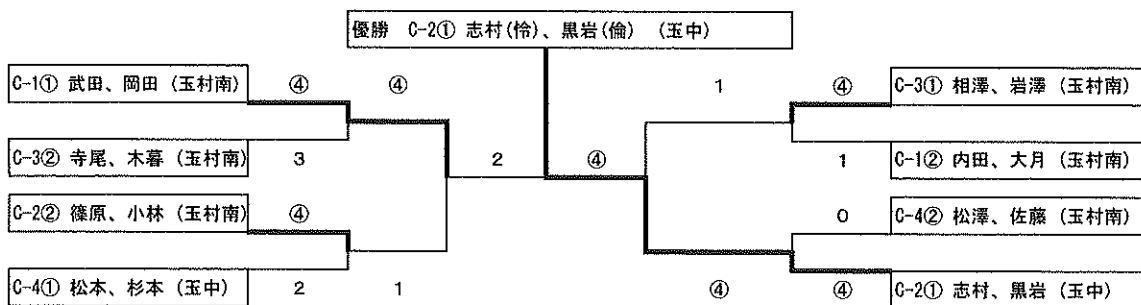 優勝 C-2① 志村(怜)、黒岩(倫) (玉中)
C-1① 武田、岡田 (玉村南) ④ ④ 1 ④ C-3① 相澤、岩澤 (玉村南)
C-3② 寺尾、木暮 (玉村南) 3 2 ④ 1 C-1② 内田、大月 (玉村南)
C-2② 篠原、小林 (玉村南) ④ 0 C-4② 松澤、佐藤 (玉村南)
C-4① 松本、杉本 (玉中) 2 1 ④ ④ C-2① 志村、黒岩 (玉中)